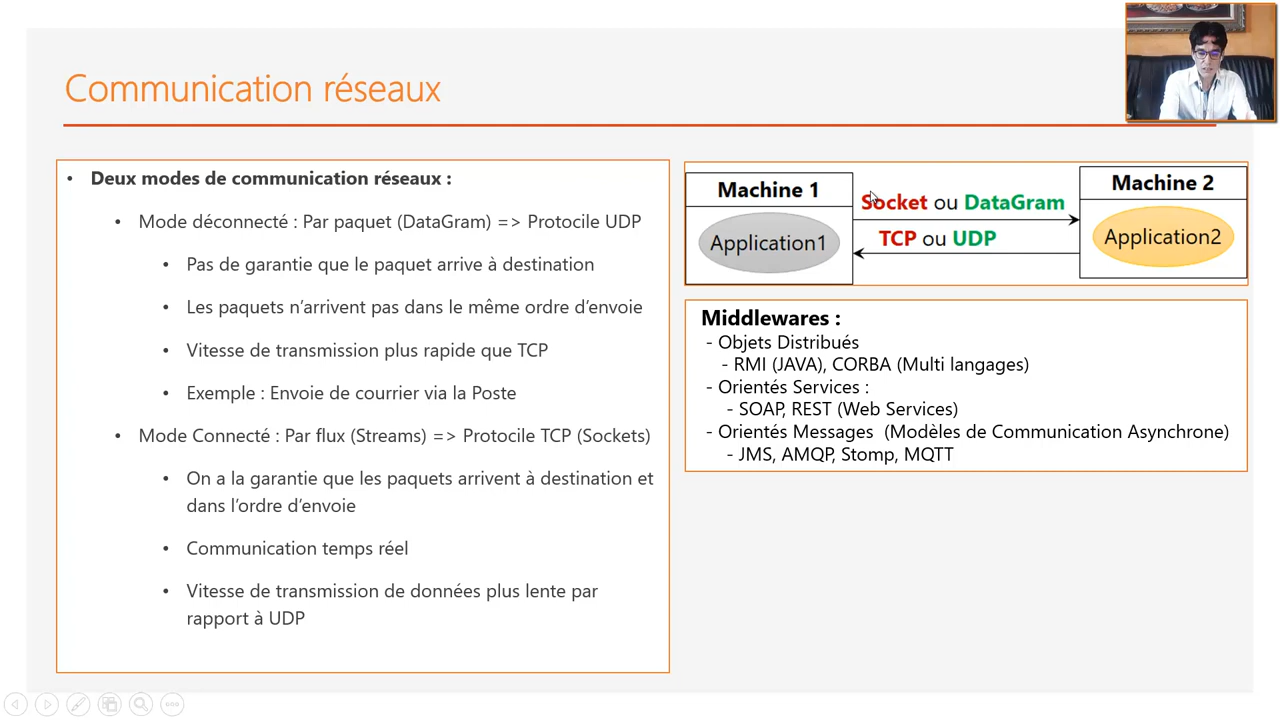 Communication réseaux
• Deux modes de communication réseaux :
• Mode déconnecté : Par paquet (DataGram) => Protocile UDP
• Pas de garantie que le paquet arrive à destination
• Les paquets n’arrivent pas dans le même ordre d’envoie
• Vitesse de transmission plus rapide que TCP
• Exemple : Envoie de courrier via la Poste
• Mode Connecté : Par flux (Streams) => Protocile TCP (Sockets)
• On a la garantie que les paquets arrivent à destination et
dans l’ordre d’envoie
• Communication temps réel
• Vitesse de transmission de données plus lente par
rapport à UDP
Machine 1
Application1
Socket ou DataGram
TCP ou UDP
Machine 2
Application2
Middlewares :
- Objets Distribués
- RMI (JAVA), CORBA (Multi langages)
- Orientés Services :
- SOAP, REST (Web Services)
- Orientés Messages (Modèles de Communication Asynchrone)
- JMS, AMQP, Stomp, MQTT